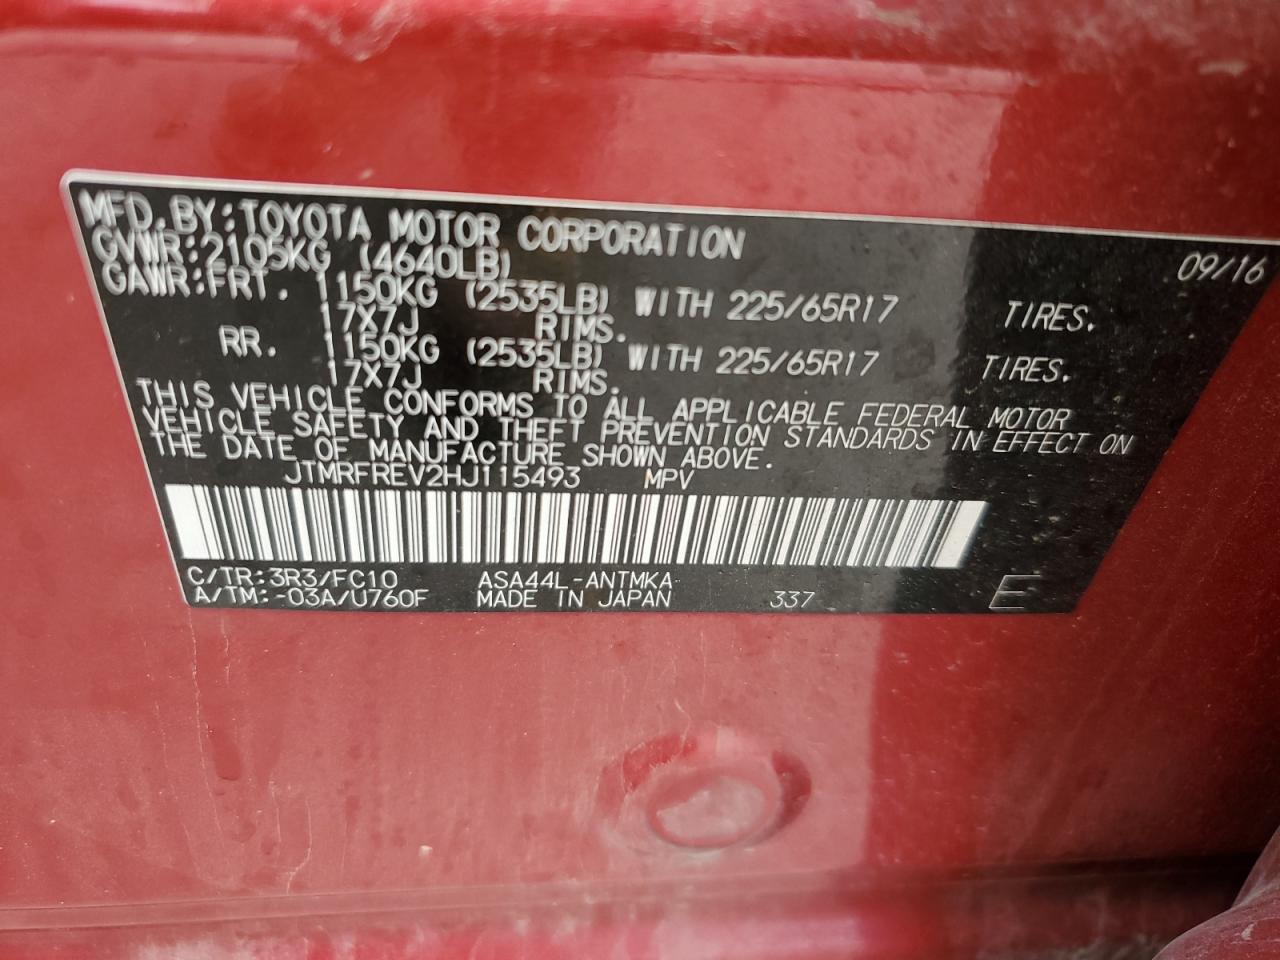 MFD.BY:TOYOTA MOTOR CORPORATION 09/16
GVWR:2105KG (4640LB)
GAWR:FRT. 1150KG (2535LB) WITH 225/65R17 TIRES.
17X7J RIMS.
RR. 1150KG (2535LB) WITH 225/65R17 TIRES.
17X7J RIMS.
THIS VEHICLE CONFORMS TO ALL APPLICABLE FEDERAL MOTOR
VEHICLE SAFETY AND THEFT PREVENTION STANDARDS IN EFFECT ON
THE DATE OF MANUFACTURE SHOWN ABOVE.
JTMRFREV2HJ115493 MPV
C/TR:3R3/FC10 ASA44L-ANTMKA
A/TM:-03A/U760F MADE IN JAPAN 337 E